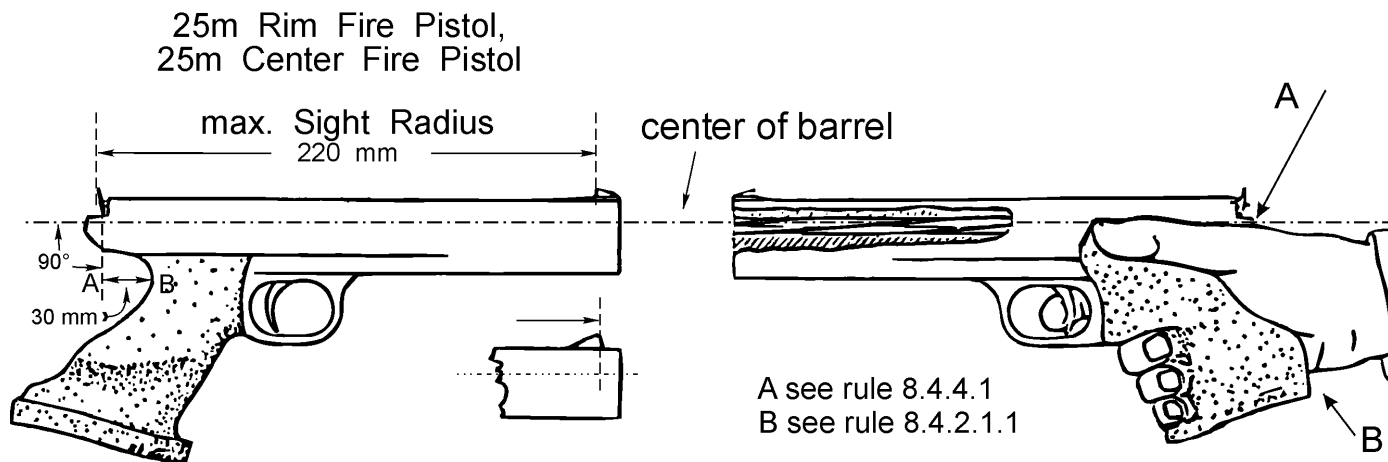 25m Rim Fire Pistol,
25m Center Fire Pistol
max. Sight Radius
220 mm
center of barrel
A
90°
A B
30 mm
A see rule 8.4.4.1
B see rule 8.4.2.1.1
B